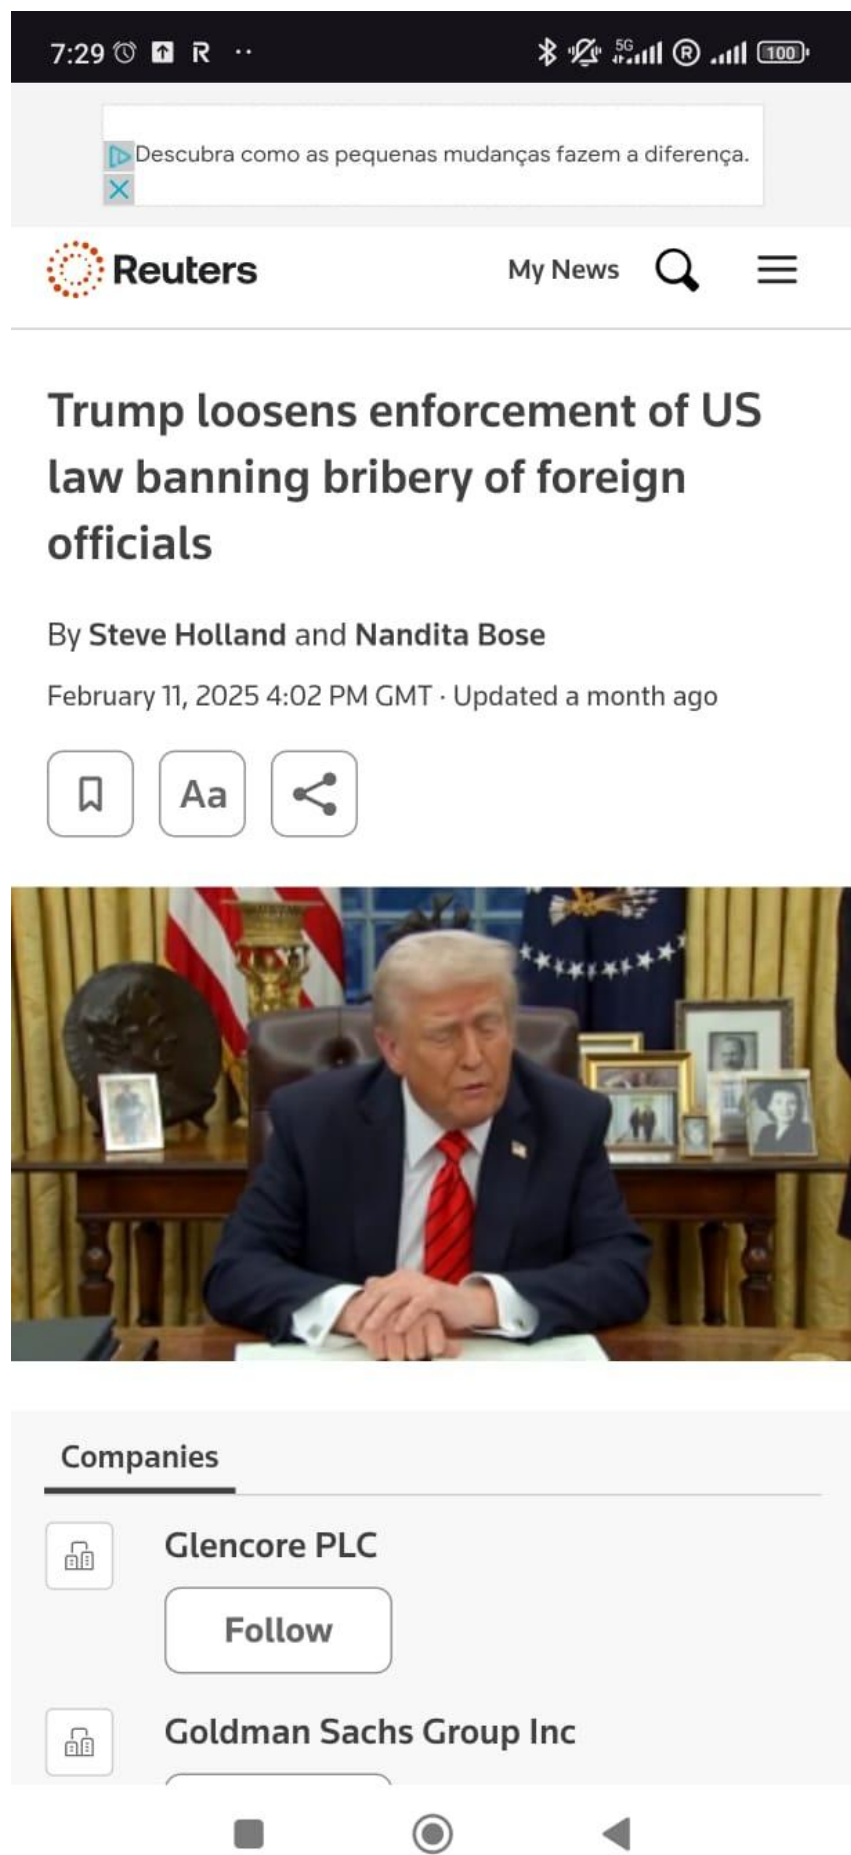 7:29
5G
R
100
Descubra como as pequenas mudanças fazem a diferença.
Reuters
My News
Trump loosens enforcement of US
law banning bribery of foreign
officials
By Steve Holland and Nandita Bose
February 11, 2025 4:02 PM GMT · Updated a month ago
Aa
Companies
Glencore PLC
Follow
Goldman Sachs Group Inc